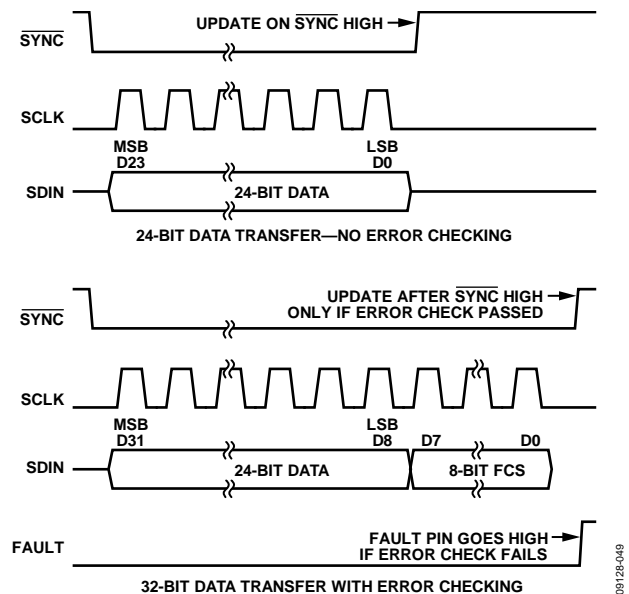 UPDATE ON SYNC HIGH
SYNC
SCLK
MSB
D23
LSB
D0
SDIN
24-BIT DATA
24-BIT DATA TRANSFER—NO ERROR CHECKING
UPDATE AFTER SYNC HIGH
ONLY IF ERROR CHECK PASSED
SYNC
SCLK
MSB
D31
LSB
D8
D7
D0
SDIN
24-BIT DATA
8-BIT FCS
FAULT
FAULT PIN GOES HIGH
IF ERROR CHECK FAILS
32-BIT DATA TRANSFER WITH ERROR CHECKING
09128-049